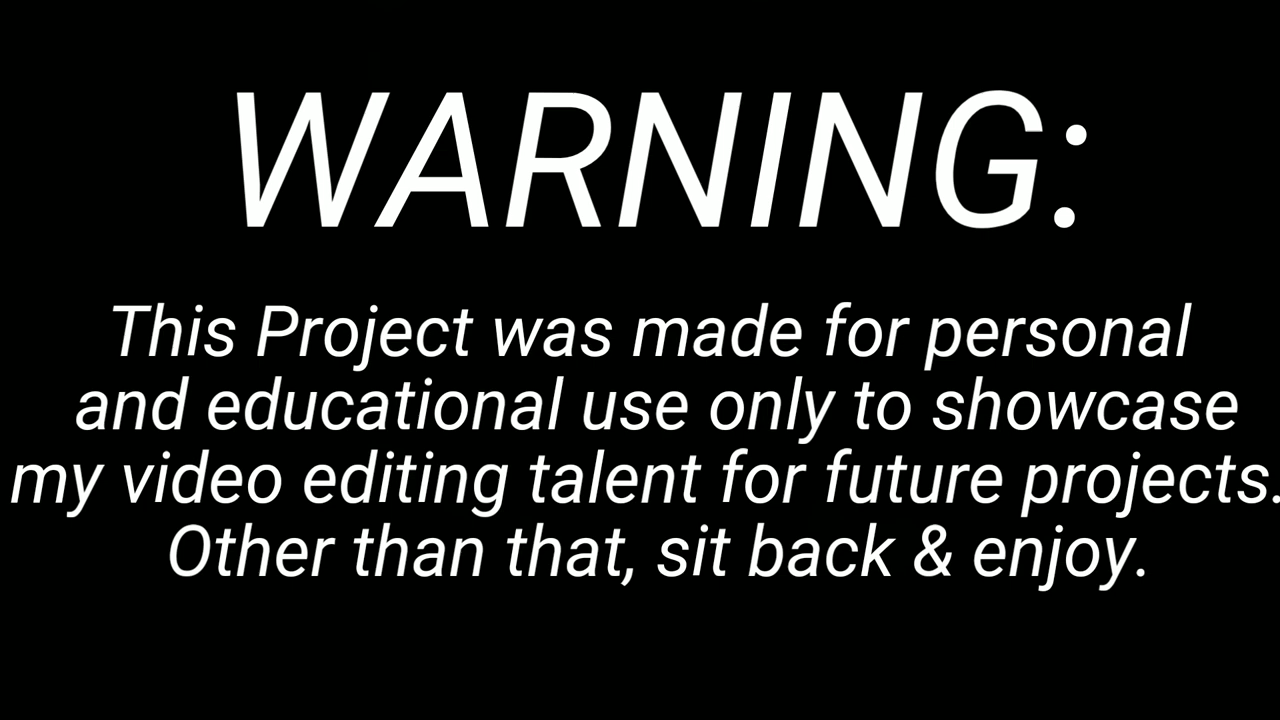 WARNING:
This Project was made for personal
and educational use only to showcase
my video editing talent for future projects.
Other than that, sit back & enjoy.